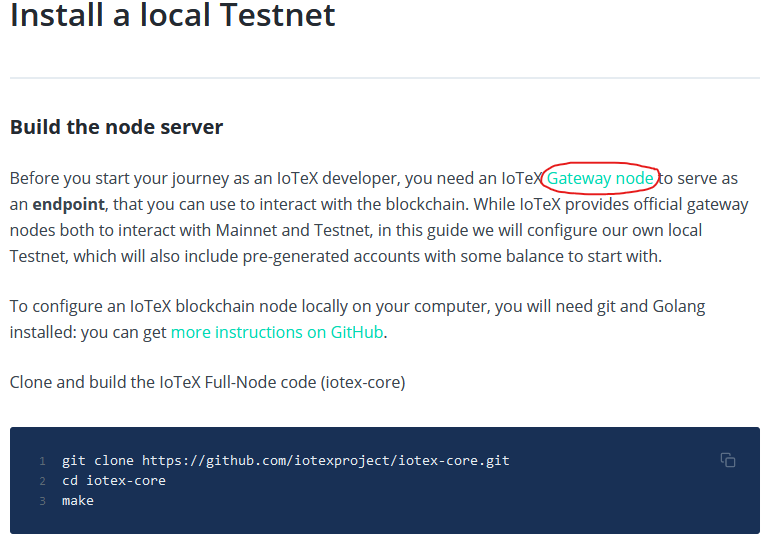 Install a local Testnet
Build the node server
Before you start your journey as an IoTeX developer, you need an IoTeX Gateway node to serve as
an endpoint, that you can use to interact with the blockchain. While IoTeX provides official gateway
nodes both to interact with Mainnet and Testnet, in this guide we will configure our own local
Testnet, which will also include pre-generated accounts with some balance to start with.
To configure an IoTeX blockchain node locally on your computer, you will need git and Golang
installed: you can get more instructions on GitHub.
Clone and build the IoTeX Full-Node code (iotex-core)
1 git clone https://github.com/iotexproject/iotex-core.git
2 cd iotex-core
3 make